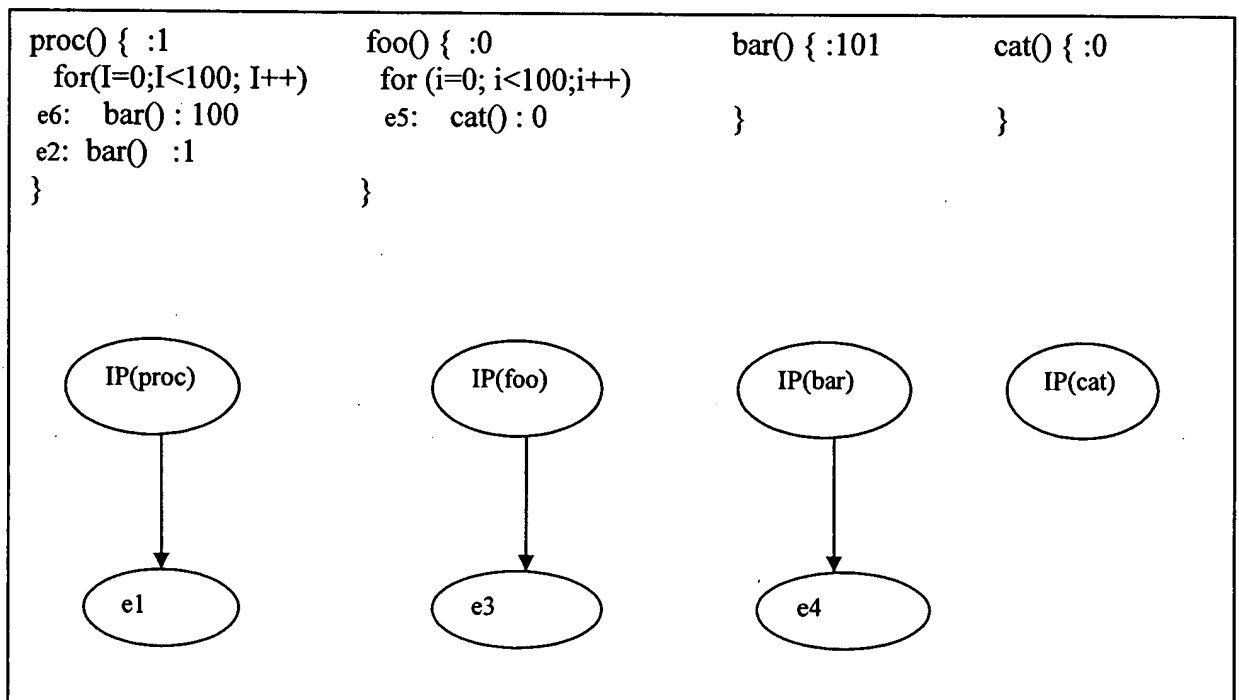 proc() { :1
for(I=0;I<100; I++)
e6: bar() : 100
e2: bar() :1
}
foo() { :0
for (i=0; i<100;i++)
e5: cat() : 0
}
bar() { :101
}
cat() { :0
}
IP(proc)
IP(foo)
IP(bar)
IP(cat)
e1
e3
e4